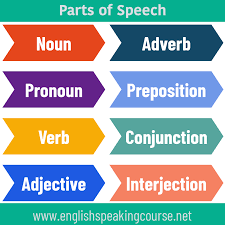 Parts of Speech
Noun
Adverb
Pronoun
Preposition
Verb
Conjunction
Adjective
Interjection
www.englishspeakingcourse.net